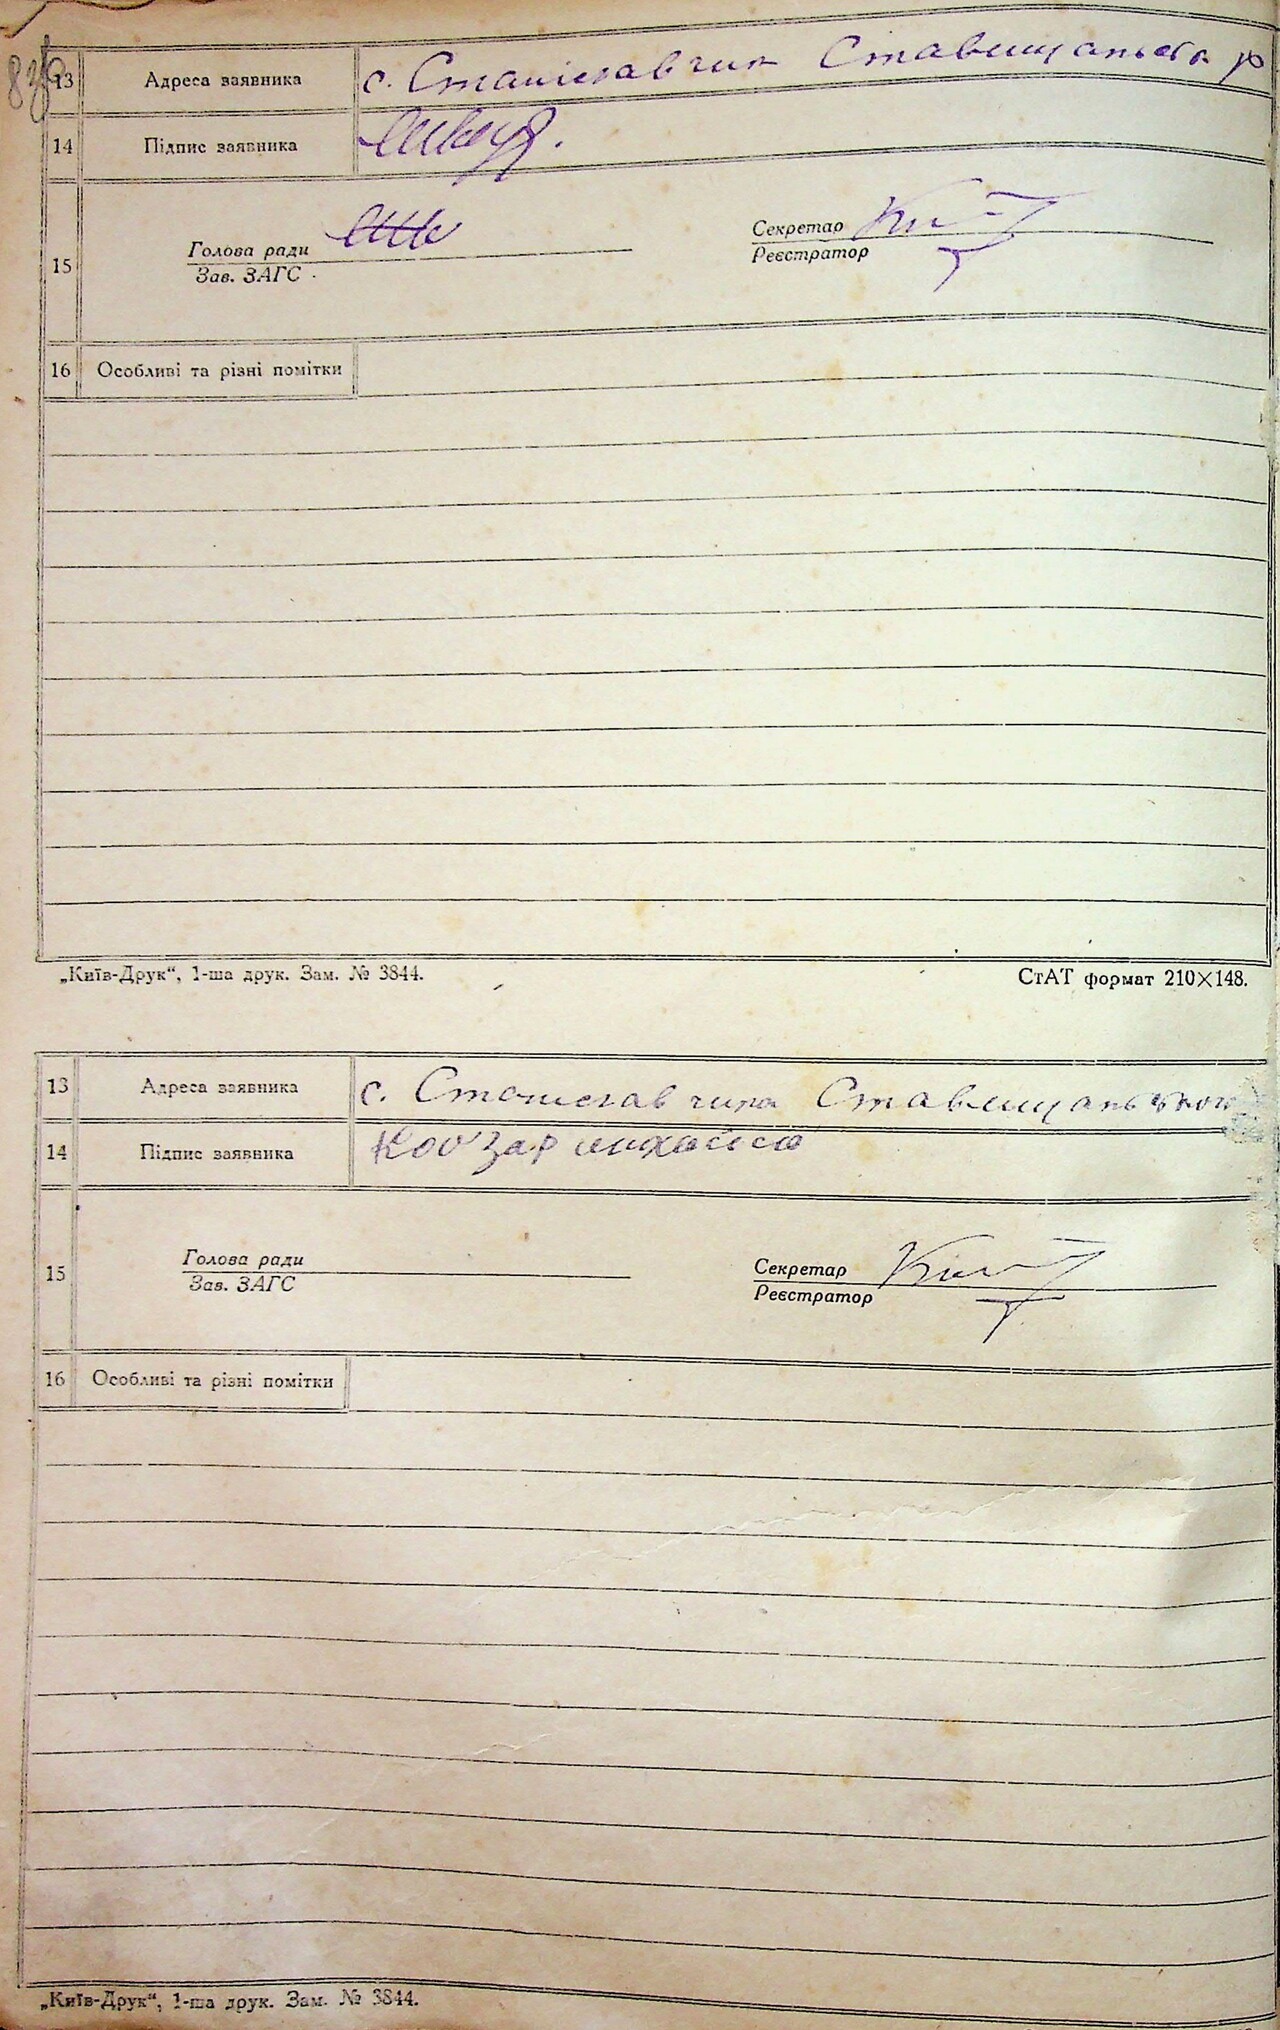 13 Адреса заявника с. Станіславчик Ставищанського р
14 Підпис заявника
15 Голова ради Секретар
Зав. ЗАГС Реєстратор
16 Особливі та різні помітки
„Київ-Друк“, 1-ша друк. Зам. № 3844. СтАТ формат 210×148.
13 Адреса заявника с. Станіславчика Ставищанського
14 Підпис заявника Кобзар
15 Голова ради Секретар
Зав. ЗАГС Реєстратор
16 Особливі та різні помітки
„Київ-Друк“, 1-ша друк. Зам. № 3844.